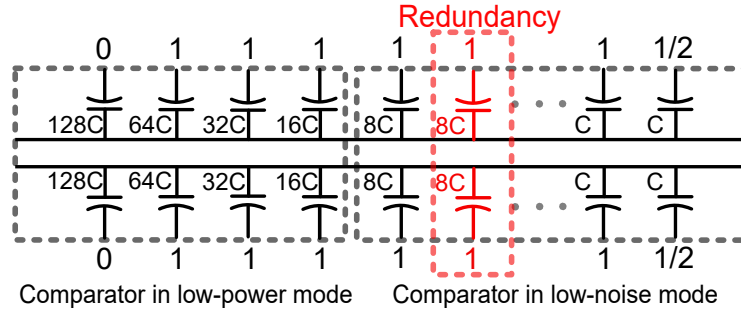 Redundancy
0 1 1 1 1 1 1 1/2
128C 64C 32C 16C 8C 8C C C
128C 64C 32C 16C 8C 8C C C
0 1 1 1 1 1 1 1/2
Comparator in low-power mode Comparator in low-noise mode